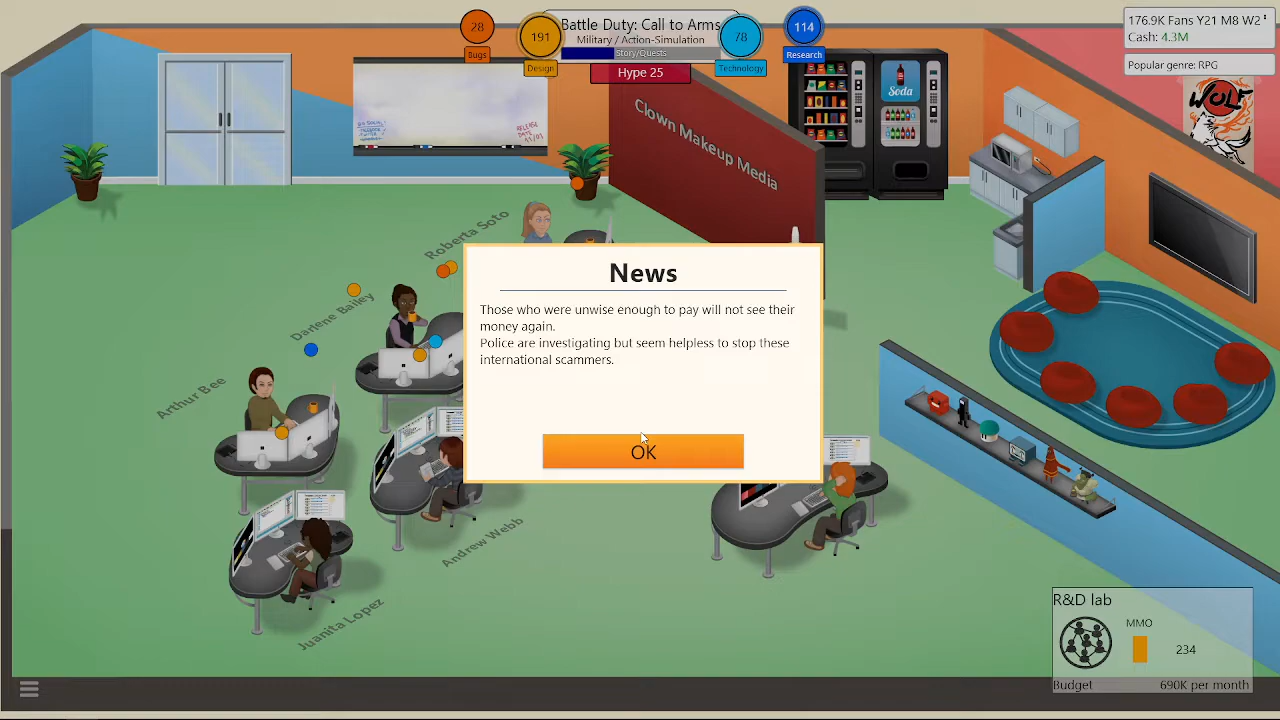 28
Bugs
191
Design
Battle Duty: Call to Arms
Military / Action-Simulation
Story/Quests
Hype 25
78
Technology
114
Research
176.9K Fans Y21 M3 W2
Cash: 4.3M
Popular genre: RPG
Soda
WOLF
RELEASE
Clown Makeup Media
Roberta Soto
Darlene Bailey
Arthur Bee
Andrew Webb
Juanita Lopez
News
Those who were unwise enough to pay will not see their
money again.
Police are investigating but seem helpless to stop these
international scammers.
OK
R&D lab
MMO
234
Budget
690K per month